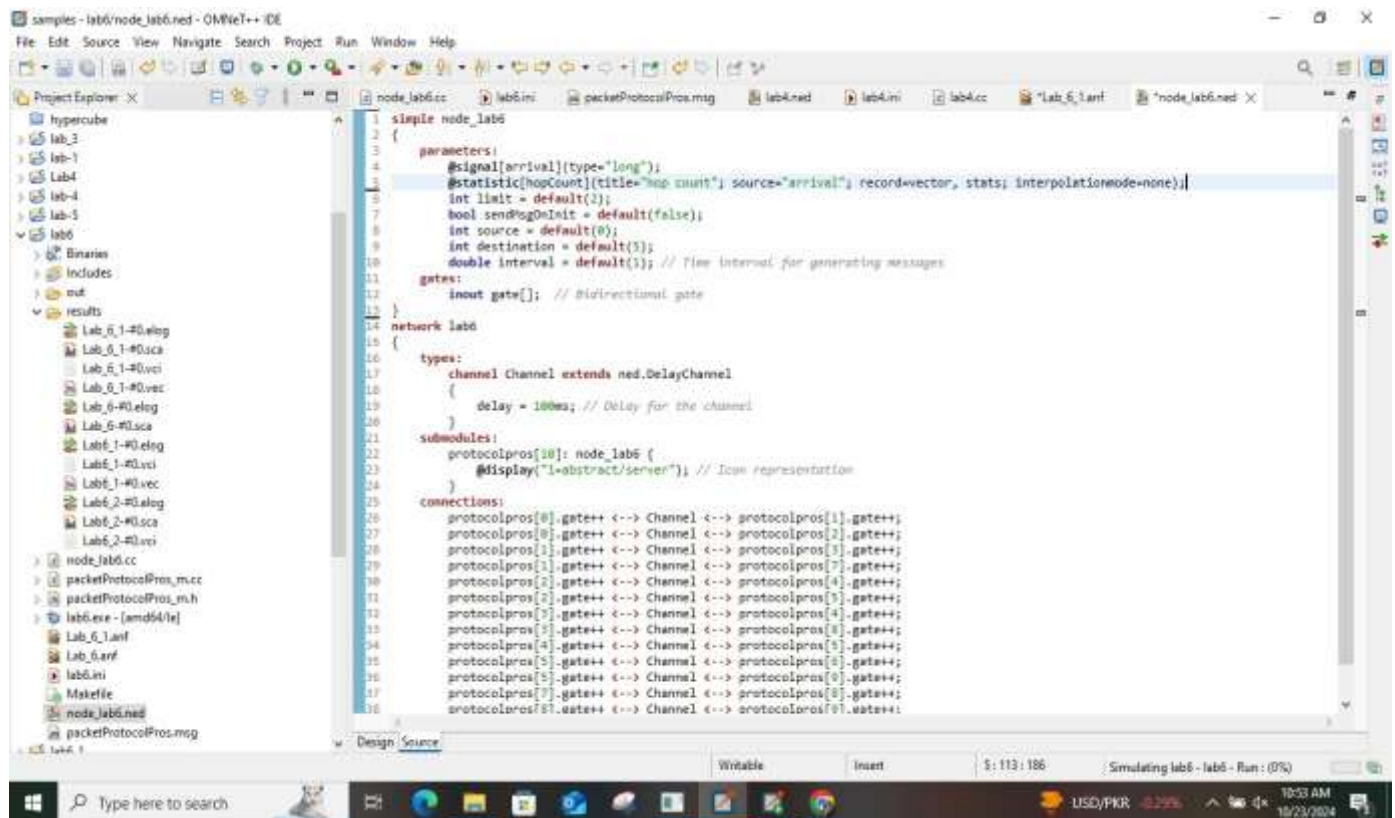 samples - lab6/node_lab6.ned - OMNeT++ IDE
File Edit Source View Navigate Search Project Run Window Help
Project Explorer
node_lab6.cc lab6.ini packetProtocolPros.msg lab4.ned lab4.ini lab4.cc *Lab_6_1.anf *node_lab6.ned
hypercube
lab_3
lab-1
Lab4
lab-4
lab-5
lab6
Binaries
Includes
out
results
Lab_6_1-#0.elog
Lab_6_1-#0.sca
Lab_6_1-#0.vci
Lab_6_1-#0.vec
Lab_6-#0.elog
Lab_6-#0.sca
Lab6_1-#0.elog
Lab6_1-#0.vci
Lab6_1-#0.vec
Lab6_2-#0.elog
Lab6_2-#0.sca
Lab6_2-#0.vci
node_lab6.cc
packetProtocolPros_m.cc
packetProtocolPros_m.h
lab6.exe - [amd64/le]
Lab_6_1.anf
Lab_6.anf
lab6.ini
Makefile
node_lab6.ned
packetProtocolPros.msg
lab6_1
1 simple node_lab6
2 {
3 parameters:
4 @signal[arrival](type="long");
5 @statistic[hopCount](title="hop count"; source="arrival"; record=vector, stats; interpolationmode=none);
6 int limit = default(2);
7 bool sendMsgOnInit = default(false);
8 int source = default(0);
9 int destination = default(5);
10 double interval = default(1); // Time interval for generating messages
11 gates:
12 inout gate[]; // Bidirectional gate
13 }
14 network lab6
15 {
16 types:
17 channel Channel extends ned.DelayChannel
18 {
19 delay = 100ms; // Delay for the channel
20 }
21 submodules:
22 protocolpros[10]: node_lab6 {
23 @display("i=abstract/server"); // Icon representation
24 }
25 connections:
26 protocolpros[0].gate++ <--> Channel <--> protocolpros[1].gate++;
27 protocolpros[0].gate++ <--> Channel <--> protocolpros[2].gate++;
28 protocolpros[1].gate++ <--> Channel <--> protocolpros[3].gate++;
29 protocolpros[1].gate++ <--> Channel <--> protocolpros[7].gate++;
30 protocolpros[2].gate++ <--> Channel <--> protocolpros[4].gate++;
31 protocolpros[2].gate++ <--> Channel <--> protocolpros[5].gate++;
32 protocolpros[3].gate++ <--> Channel <--> protocolpros[4].gate++;
33 protocolpros[3].gate++ <--> Channel <--> protocolpros[8].gate++;
34 protocolpros[4].gate++ <--> Channel <--> protocolpros[5].gate++;
35 protocolpros[5].gate++ <--> Channel <--> protocolpros[6].gate++;
36 protocolpros[5].gate++ <--> Channel <--> protocolpros[9].gate++;
37 protocolpros[7].gate++ <--> Channel <--> protocolpros[8].gate++;
38 protocolpros[8].gate++ <--> Channel <--> protocolpros[9].gate++;
Design Source
Writable Insert 5 : 113 : 186 Simulating lab6 - lab6 - Run : (0%)
Type here to search
USD/PKR -0.29%
10:53 AM
10/23/2024